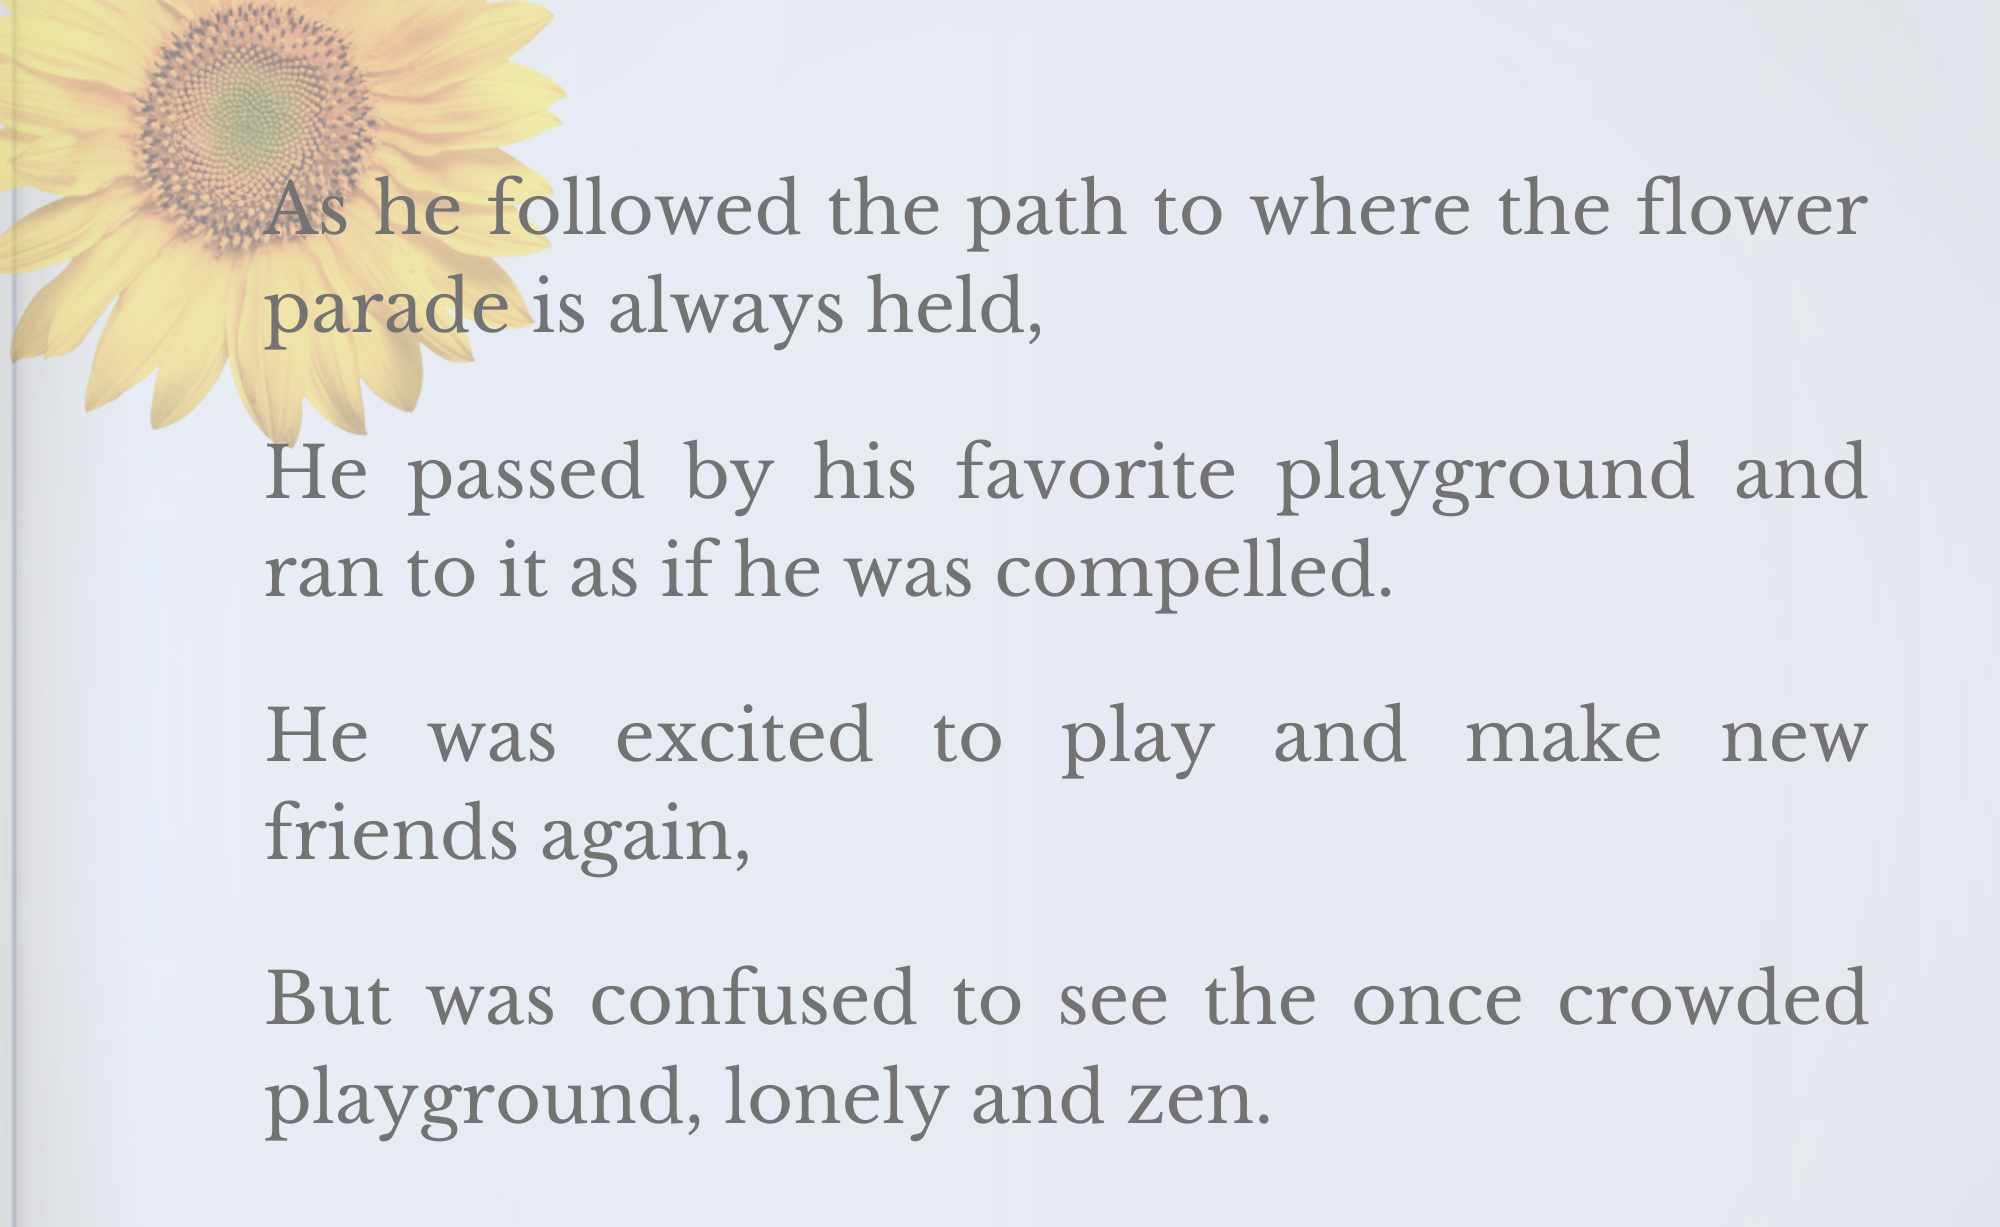 As he followed the path to where the flower
parade is always held,
He passed by his favorite playground and
ran to it as if he was compelled.
He was excited to play and make new
friends again,
But was confused to see the once crowded
playground, lonely and zen.